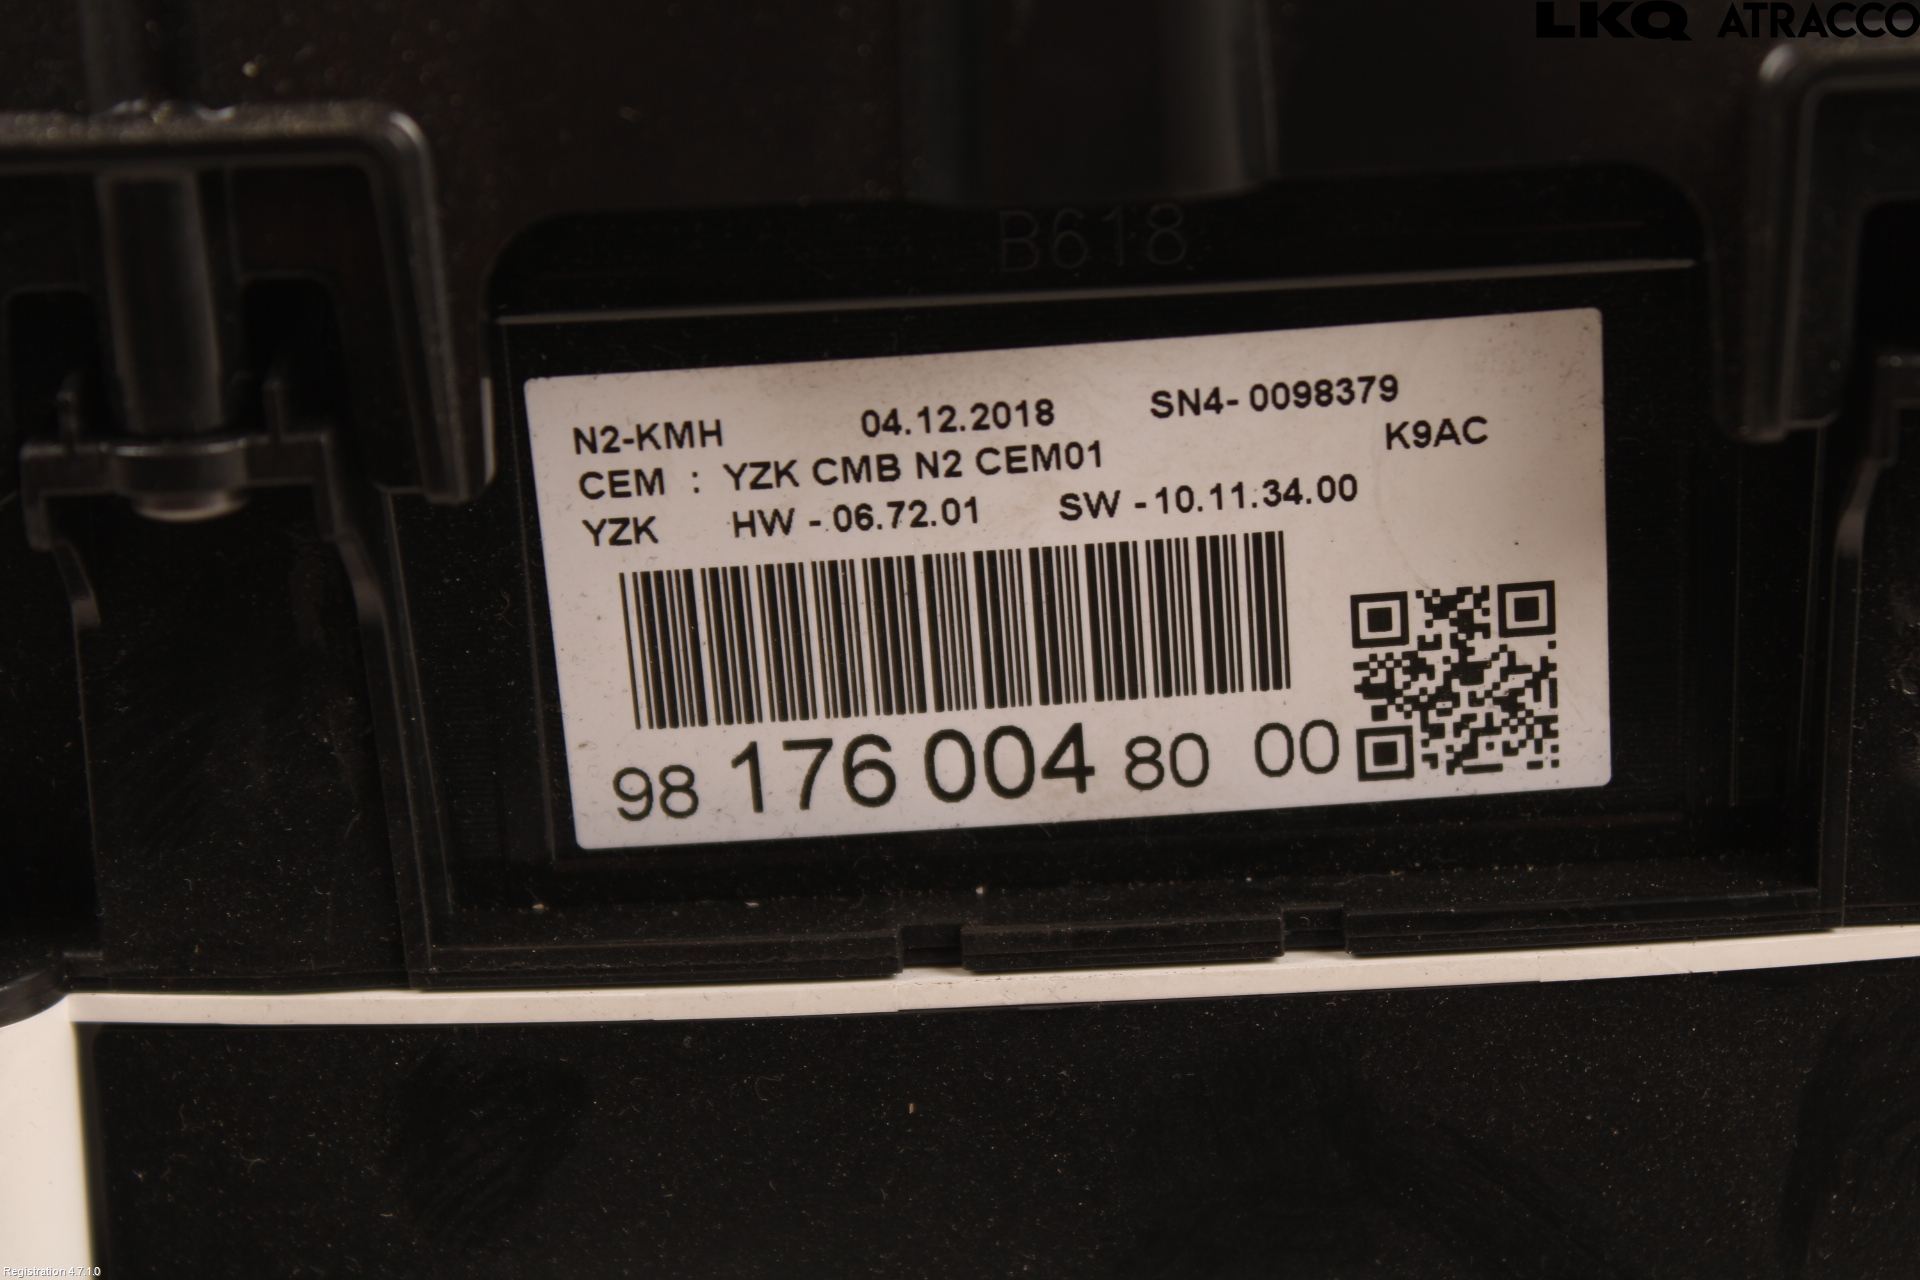 LKQ ATRACCO
B618
N2-KMH 04.12.2018 SN4- 0098379
CEM : YZK CMB N2 CEM01 K9AC
YZK HW - 06.72.01 SW - 10.11.34.00
98 176 004 80 00
Registration 4.7.1.0